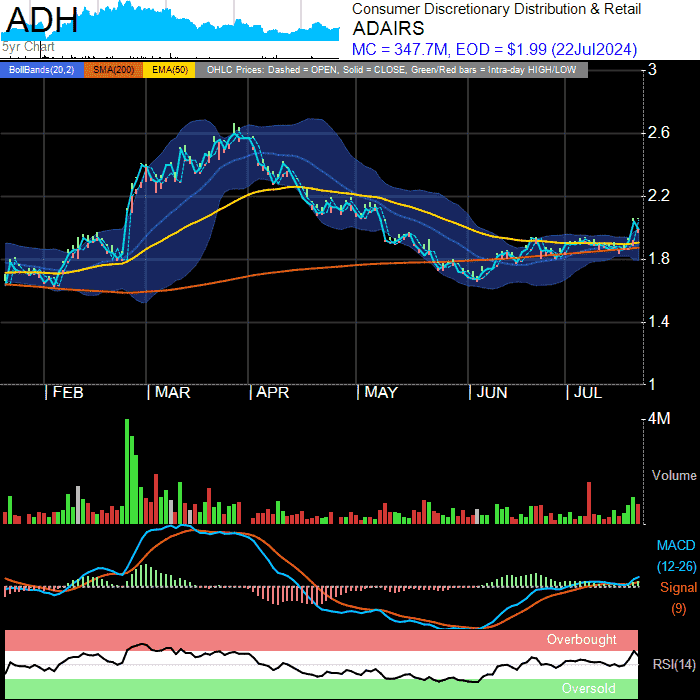 ADH
5yr Chart
Consumer Discretionary Distribution & Retail
ADAIRS
MC = 347.7M, EOD = $1.99 (22Jul2024)
BollBands(20,2) SMA(200) EMA(50) OHLC Prices: Dashed = OPEN, Solid = CLOSE, Green/Red bars = Intra-day HIGH/LOW
3
2.6
2.2
1.8
1.4
1
| FEB | MAR | APR | MAY | JUN | JUL
4M
Volume
MACD
(12-26)
Signal
(9)
Overbought
RSI(14)
Oversold